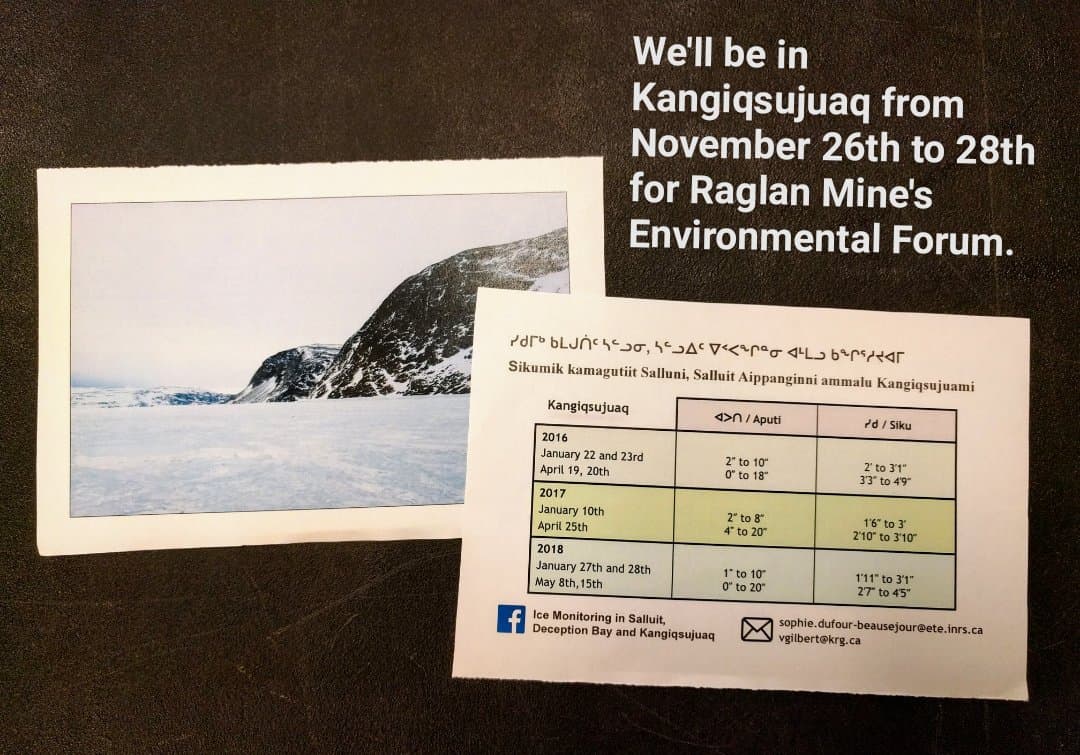 We'll be in
Kangiqsujuaq from
November 26th to 28th
for Raglan Mine's
Environmental Forum.
ᓯᑯᒥᒃ ᑲᒪᒍᑏᑦ ᓴᓪᓗᓂ, ᓴᓪᓗᐃᑦ ᐁᑉᐸᖏᓐᓂ ᐊᒻᒪᓗ ᑲᖏᕐᓱᔪᐊᒥ
Sikumik kamagutiit Salluni, Salluit Aippanginni ammalu Kangiqsujuami
Kangiqsujuaq ᐊᐳᑎ / Aputi ᓯᑯ / Siku
2016
January 22 and 23rd 2" to 10" 2' to 3'1"
April 19, 20th 0" to 18" 3'3" to 4'9"
2017
January 10th 2" to 8" 1'6" to 3'
April 25th 4" to 20" 2'10" to 3'10"
2018
January 27th and 28th 1" to 10" 1'11" to 3'1"
May 8th,15th 0" to 20" 2'7" to 4'5"
Ice Monitoring in Salluit,
Deception Bay and Kangiqsujuaq
sophie.dufour-beausejour@ete.inrs.ca
vgilbert@krg.ca